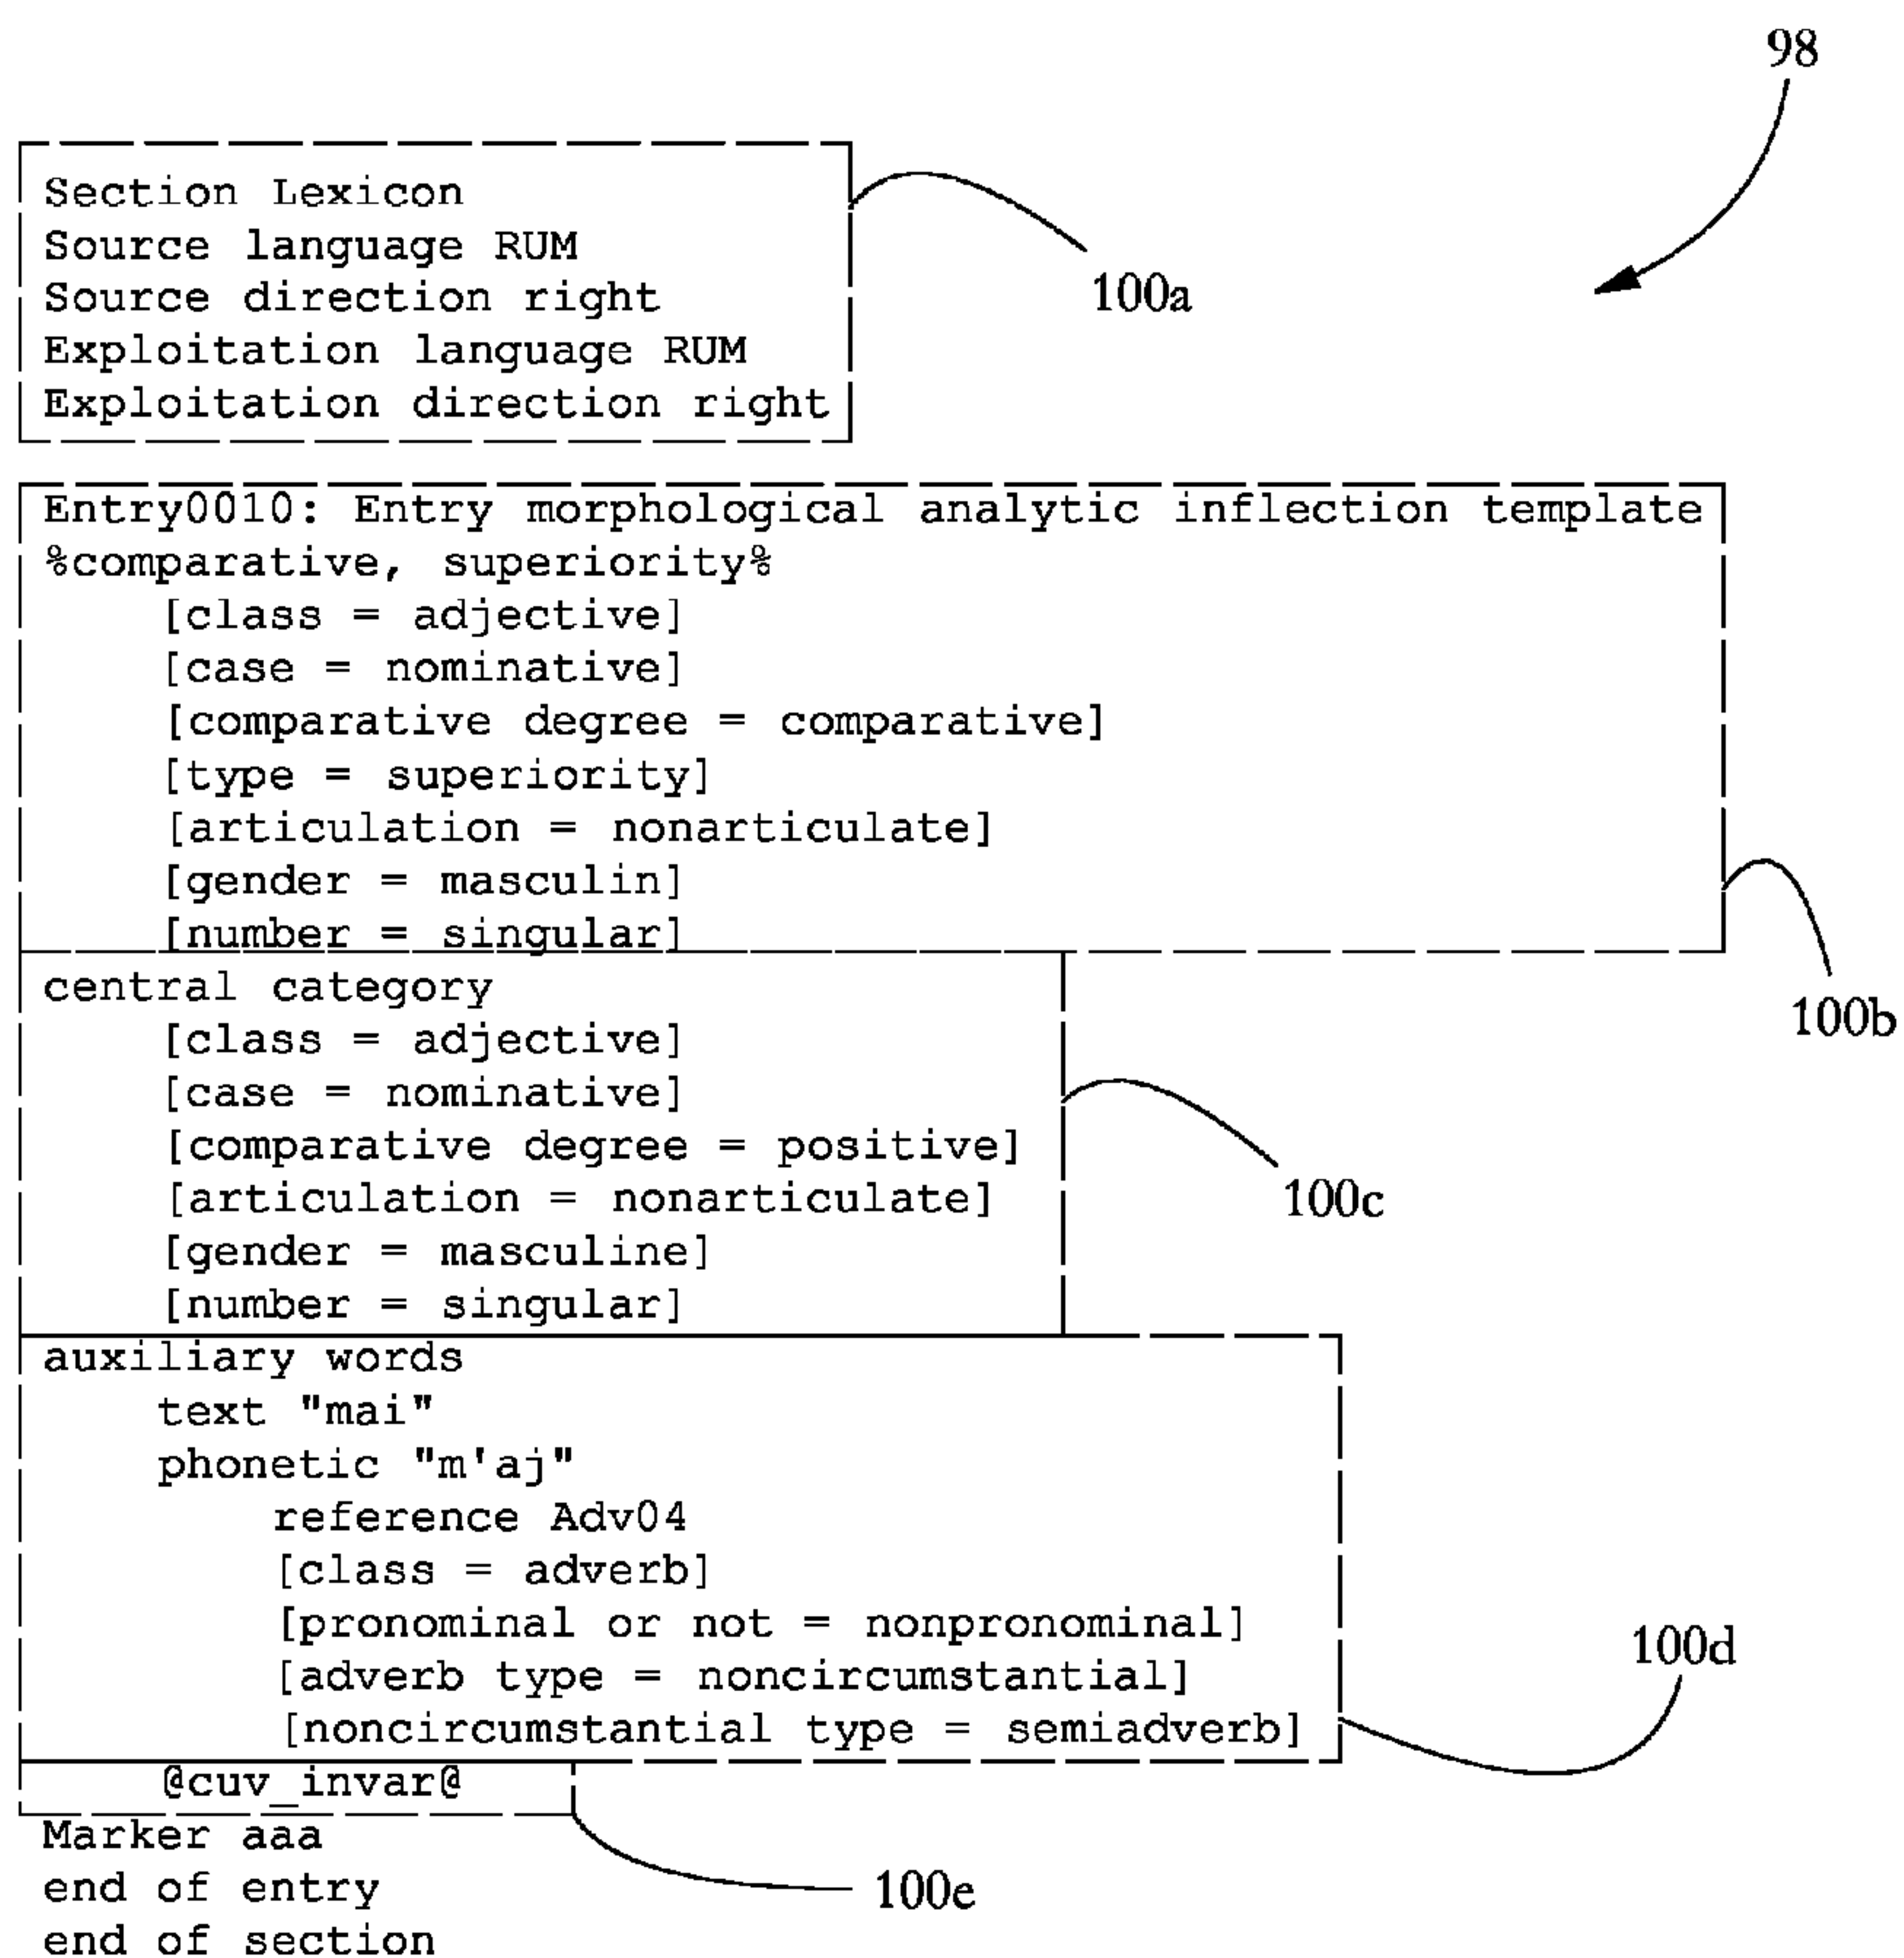 98
Section Lexicon
Source language RUM
Source direction right
Exploitation language RUM
Exploitation direction right
100a
Entry0010: Entry morphological analytic inflection template
%comparative, superiority%
[class = adjective]
[case = nominative]
[comparative degree = comparative]
[type = superiority]
[articulation = nonarticulate]
[gender = masculin]
[number = singular]
100b
central category
[class = adjective]
[case = nominative]
[comparative degree = positive]
[articulation = nonarticulate]
[gender = masculine]
[number = singular]
100c
auxiliary words
text "mai"
phonetic "m'aj"
reference Adv04
[class = adverb]
[pronominal or not = nonpronominal]
[adverb type = noncircumstantial]
[noncircumstantial type = semiadverb]
100d
@cuv_invar@
100e
Marker aaa
end of entry
end of section